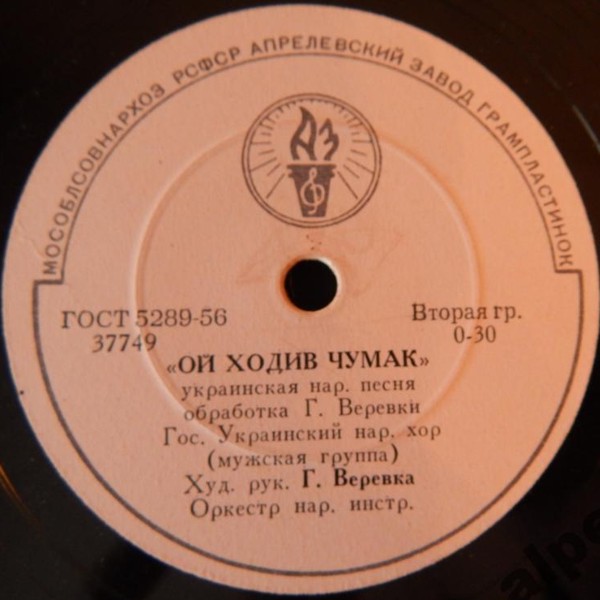 МОСОБЛСОВНАРХОЗ РСФСР АПРЕЛЕВСКИЙ ЗАВОД ГРАМПЛАСТИНОК
АЗ
ГОСТ 5289-56
37749
Вторая гр.
0-30
«ОЙ ХОДИВ ЧУМАК»
украинская нар. песня
обработка Г. Веревки
Гос. Украинский нар. хор
(мужская группа)
Худ. рук. Г. Веревка
Оркестр нар. инстр.